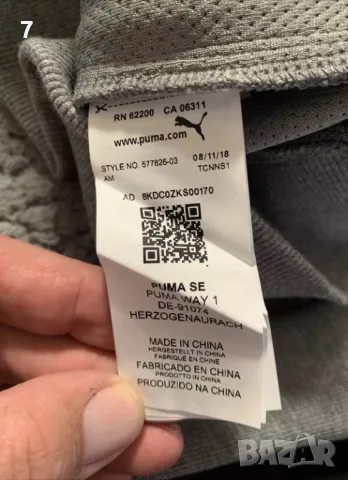 7
RN 62200 CA 06311
www.puma.com
STYLE NO. 577826-03 08/11/18
AM TCNNS1
AD 8KDC0ZKS00170
PUMA SE
PUMA WAY 1
DE-91074
HERZOGENAURACH
MADE IN CHINA
HERGESTELLT IN CHINA
FABRIQUÉ EN CHINE
FABRICADO EN CHINA
PRODOTTO IN CHINA
PRODUZIDO NA CHINA
BAZAR